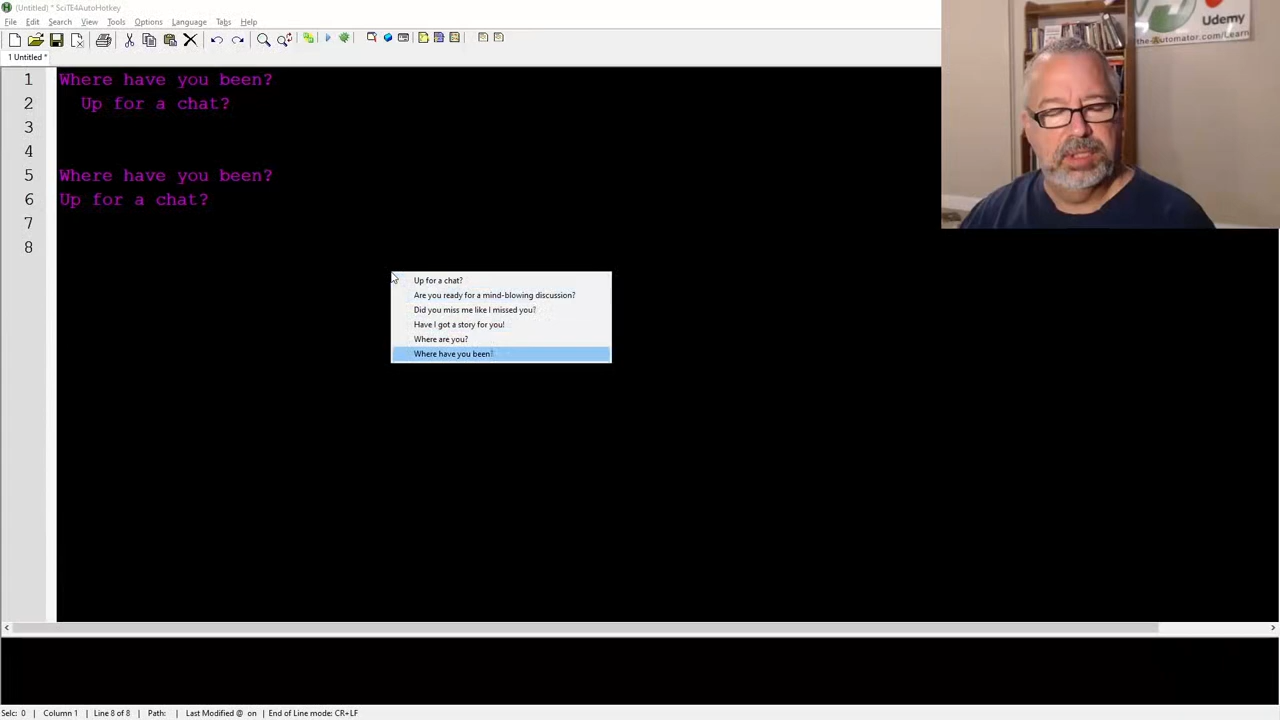 (Untitled) * SciTE4AutoHotkey
File Edit Search View Tools Options Language Tabs Help
1 Untitled *
1 Where have you been?
2 Up for a chat?
3
4
5 Where have you been?
6 Up for a chat?
7
8
Up for a chat?
Are you ready for a mind-blowing discussion?
Did you miss me like I missed you?
Have I got a story for you!
Where are you?
Where have you been?
Udemy
the-Automator.com/Learn
Selc: 0 | Column 1 | Line 8 of 8 | Path: | Last Modified @ on | End of Line mode: CR+LF